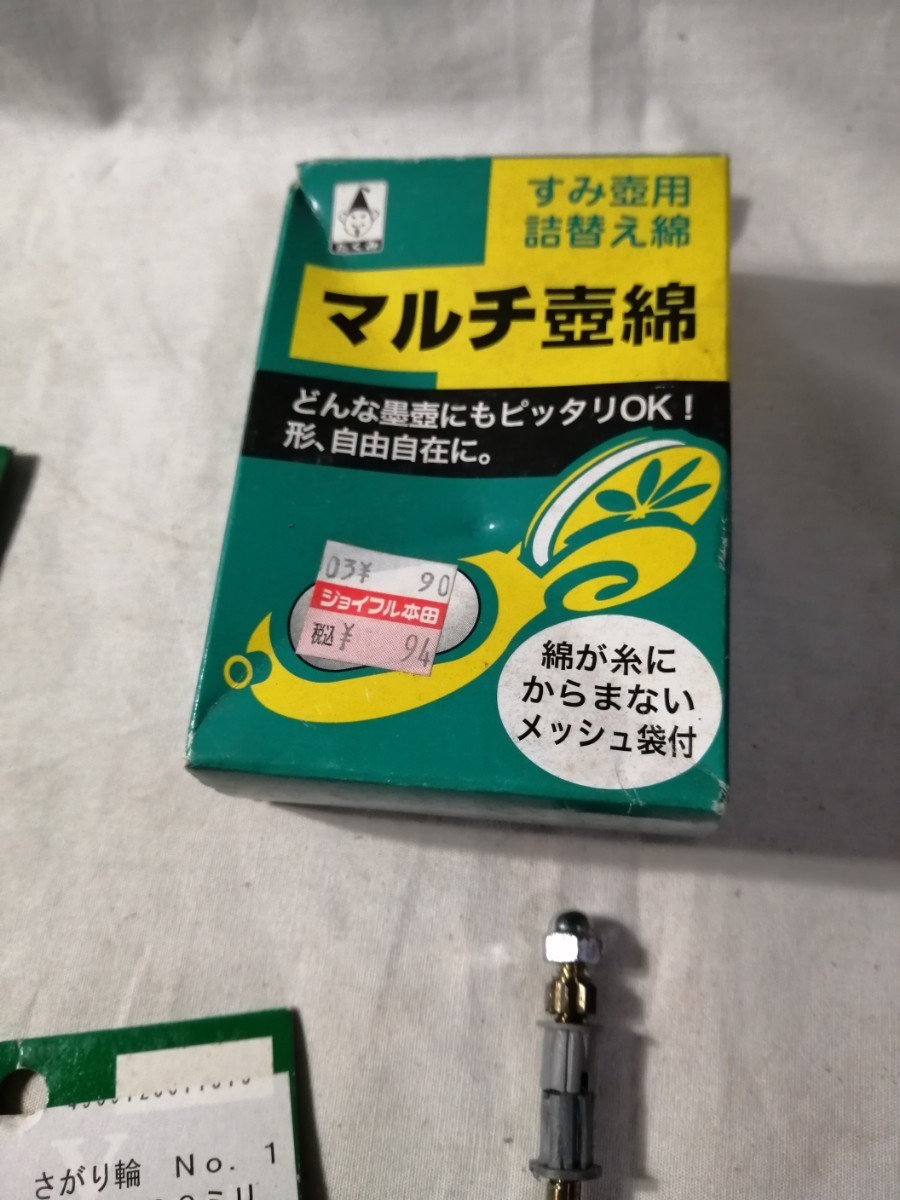 たくみ
すみ壺用
詰替え綿
マルチ壺綿
どんな墨壺にもピッタリOK！
形、自由自在に。
03¥ 90
ジョイフル本田
税込¥ 94
綿が糸に
からまない
メッシュ袋付
さがり輪 No. 1